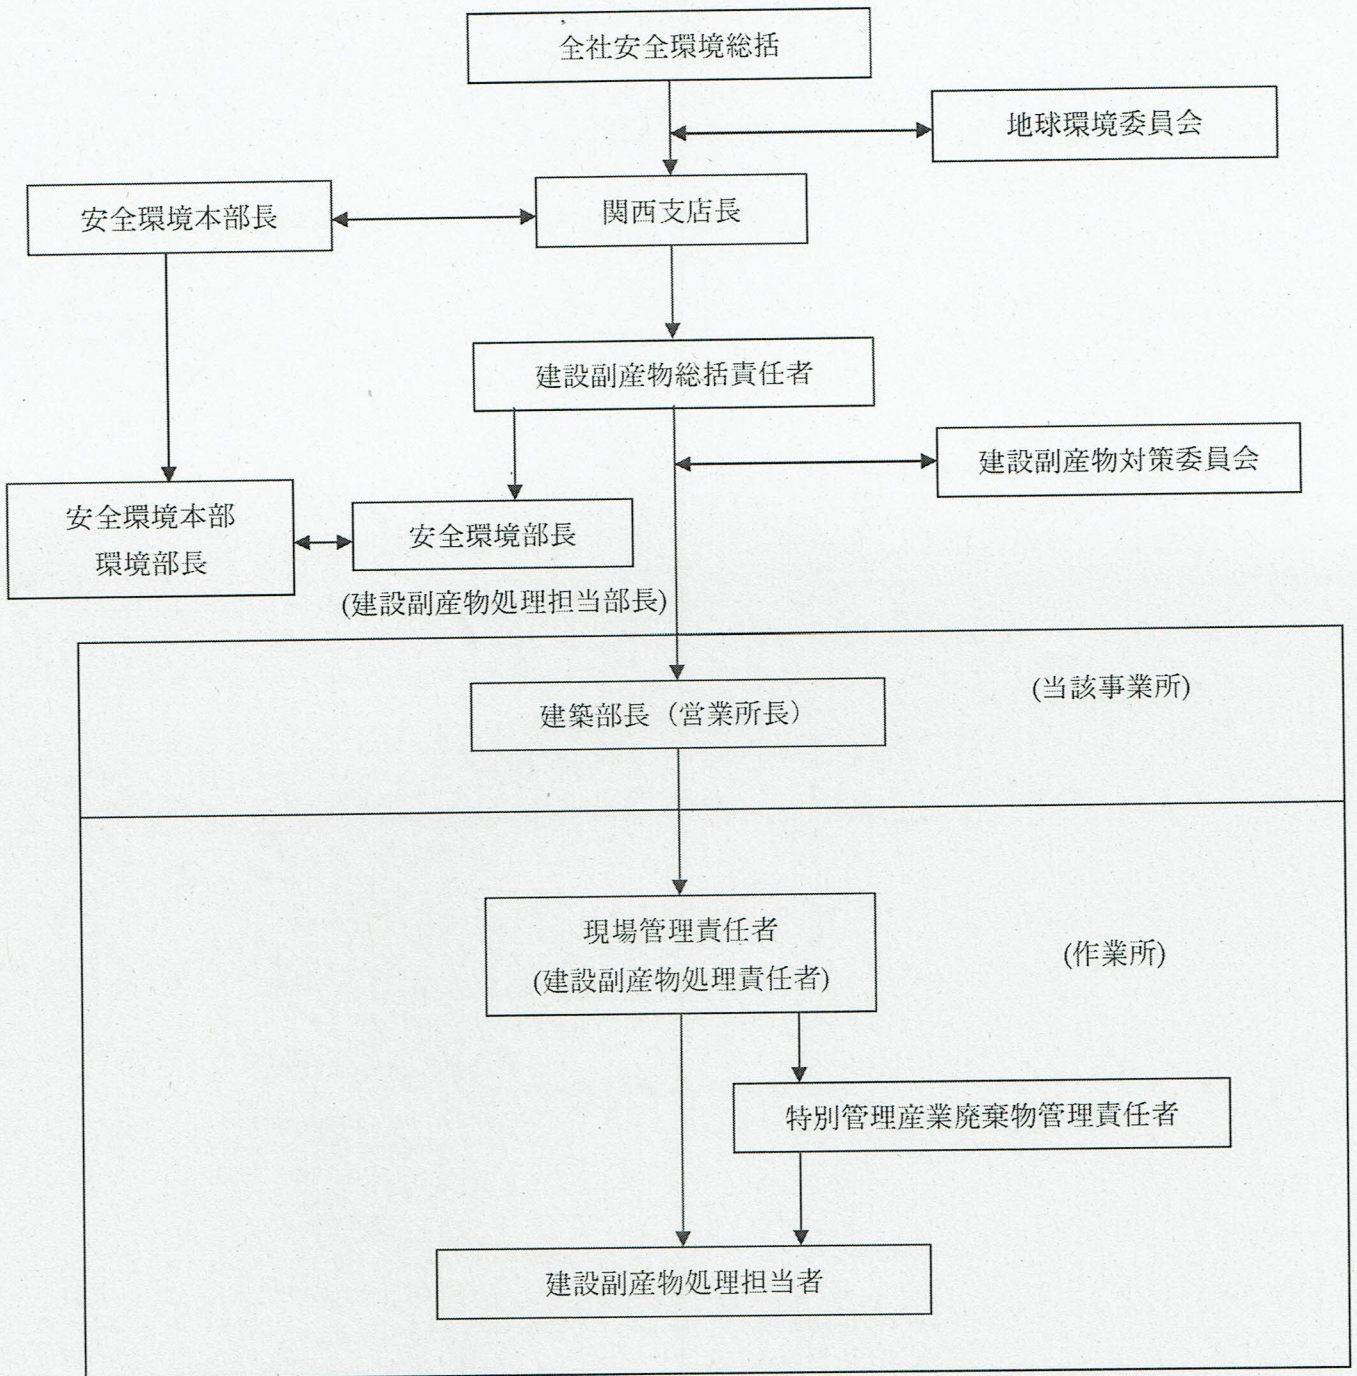 全社安全環境総括
地球環境委員会
安全環境本部長
関西支店長
建設副産物総括責任者
建設副産物対策委員会
安全環境本部
環境部長
安全環境部長
(建設副産物処理担当部長)
(当該事業所)
建築部長（営業所長）
現場管理責任者
(建設副産物処理責任者)
(作業所)
特別管理産業廃棄物管理責任者
建設副産物処理担当者